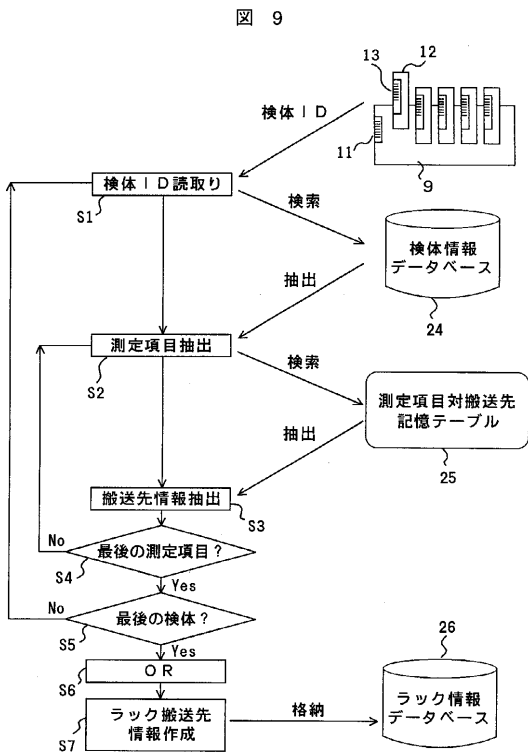 図 9
12
13
11
9
検体ID
検体ID読取り
S1
検索
検体情報
データベース
24
抽出
測定項目抽出
S2
検索
測定項目対搬送先
記憶テーブル
25
抽出
搬送先情報抽出
S3
No
最後の測定項目?
S4
Yes
No
最後の検体?
S5
Yes
OR
S6
ラック搬送先
情報作成
S7
格納
26
ラック情報
データベース